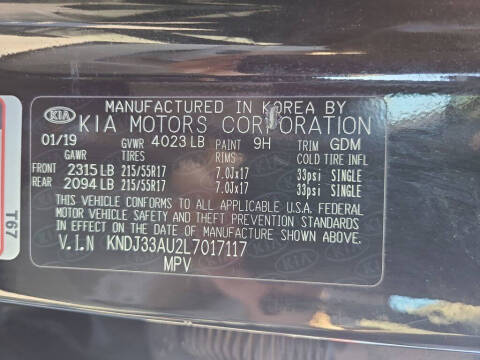 MANUFACTURED IN KOREA BY
KIA KIA MOTORS CORPORATION
01/19 GVWR 4023 LB PAINT 9H TRIM GDM
GAWR TIRES RIMS COLD TIRE INFL
FRONT 2315 LB 215/55R17 7.0Jx17 33psi SINGLE
REAR 2094 LB 215/55R17 7.0Jx17 33psi SINGLE
THIS VEHICLE CONFORMS TO ALL APPLICABLE U.S.A. FEDERAL
MOTOR VEHICLE SAFETY AND THEFT PREVENTION STANDARDS
IN EFFECT ON THE DATE OF MANUFACTURE SHOWN ABOVE.
V.I.N KNDJ33AU2L7017117
MPV
T67